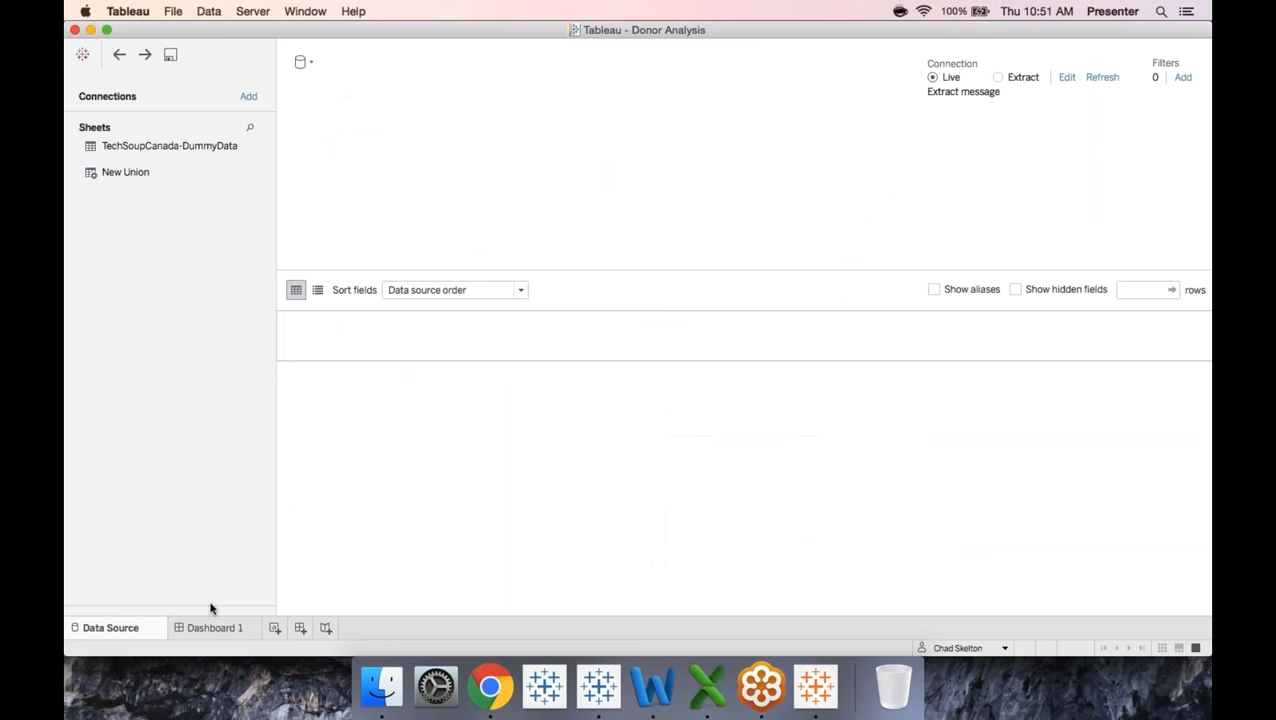 Tableau File Data Server Window Help 100% Thu 10:51 AM Presenter
Tableau - Donor Analysis
Connection
Live Extract Edit Refresh
Extract message
Filters
0 Add
Connections Add
Sheets
TechSoupCanada-DummyData
New Union
Sort fields Data source order Show aliases Show hidden fields rows
Data Source Dashboard 1
Chad Skelton